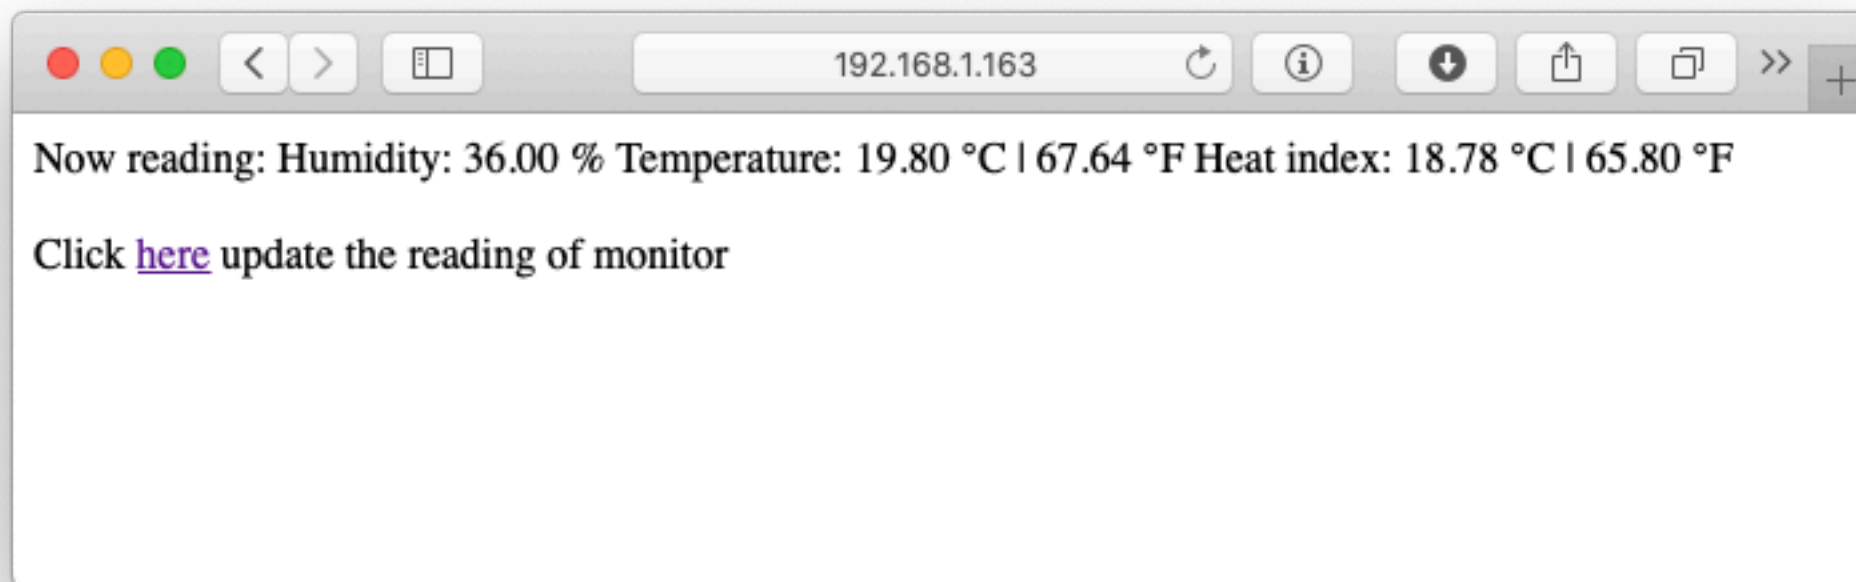 192.168.1.163
Now reading: Humidity: 36.00 % Temperature: 19.80 °C | 67.64 °F Heat index: 18.78 °C | 65.80 °F
Click here update the reading of monitor